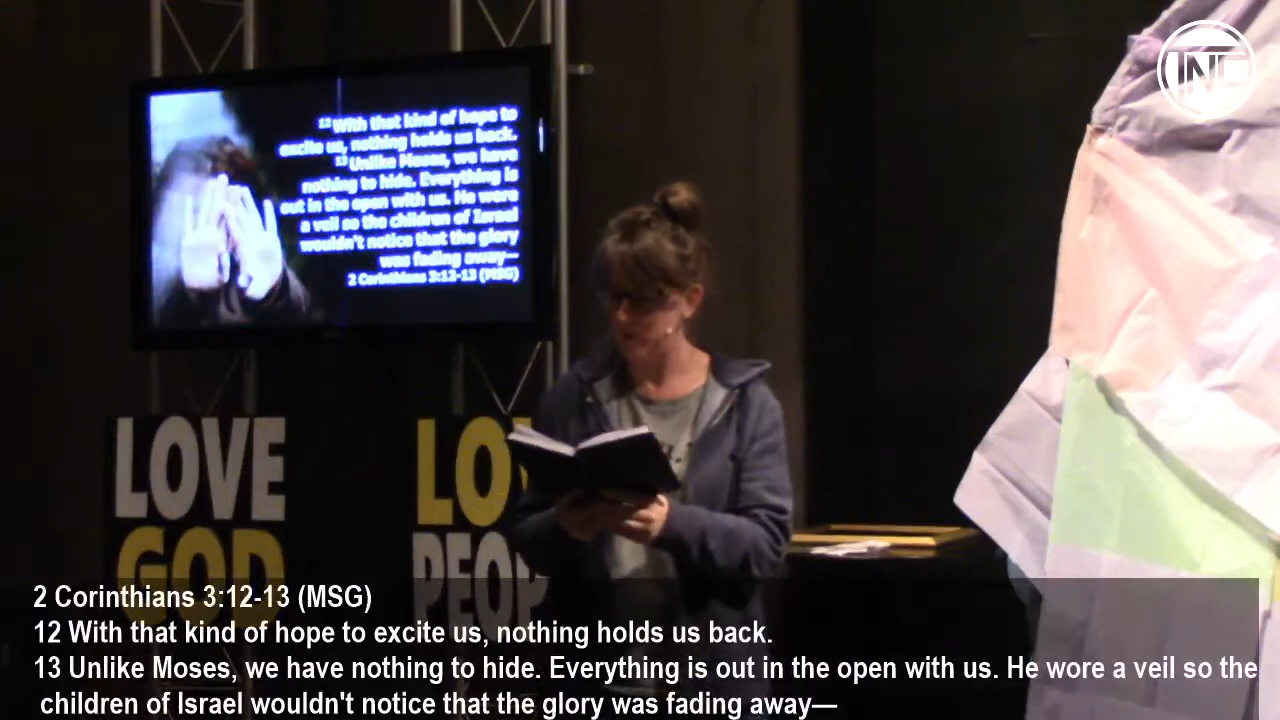 ING
12 With that kind of hope to
excite us, nothing holds us back.
13 Unlike Moses, we have
nothing to hide. Everything is
out in the open with us. He wore
a veil so the children of Israel
wouldn't notice that the glory
was fading away—
2 Corinthians 3:12-13 (MSG)
LOVE
GOD
LO
PEOP
2 Corinthians 3:12-13 (MSG)
12 With that kind of hope to excite us, nothing holds us back.
13 Unlike Moses, we have nothing to hide. Everything is out in the open with us. He wore a veil so the
children of Israel wouldn't notice that the glory was fading away—